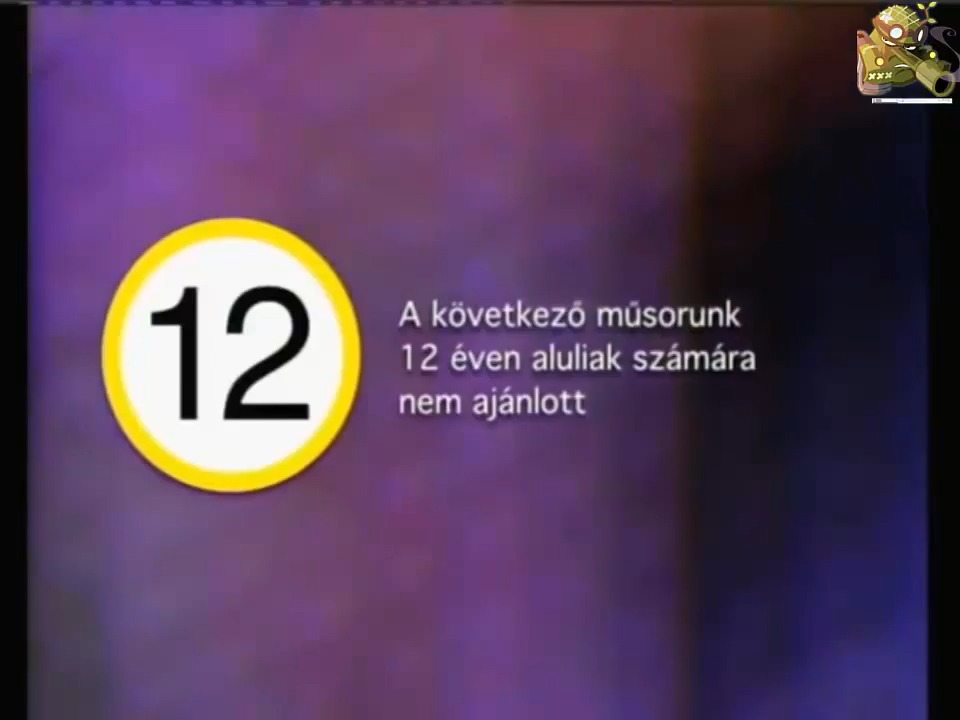 12
A következő műsorunk
12 éven aluliak számára
nem ajánlott